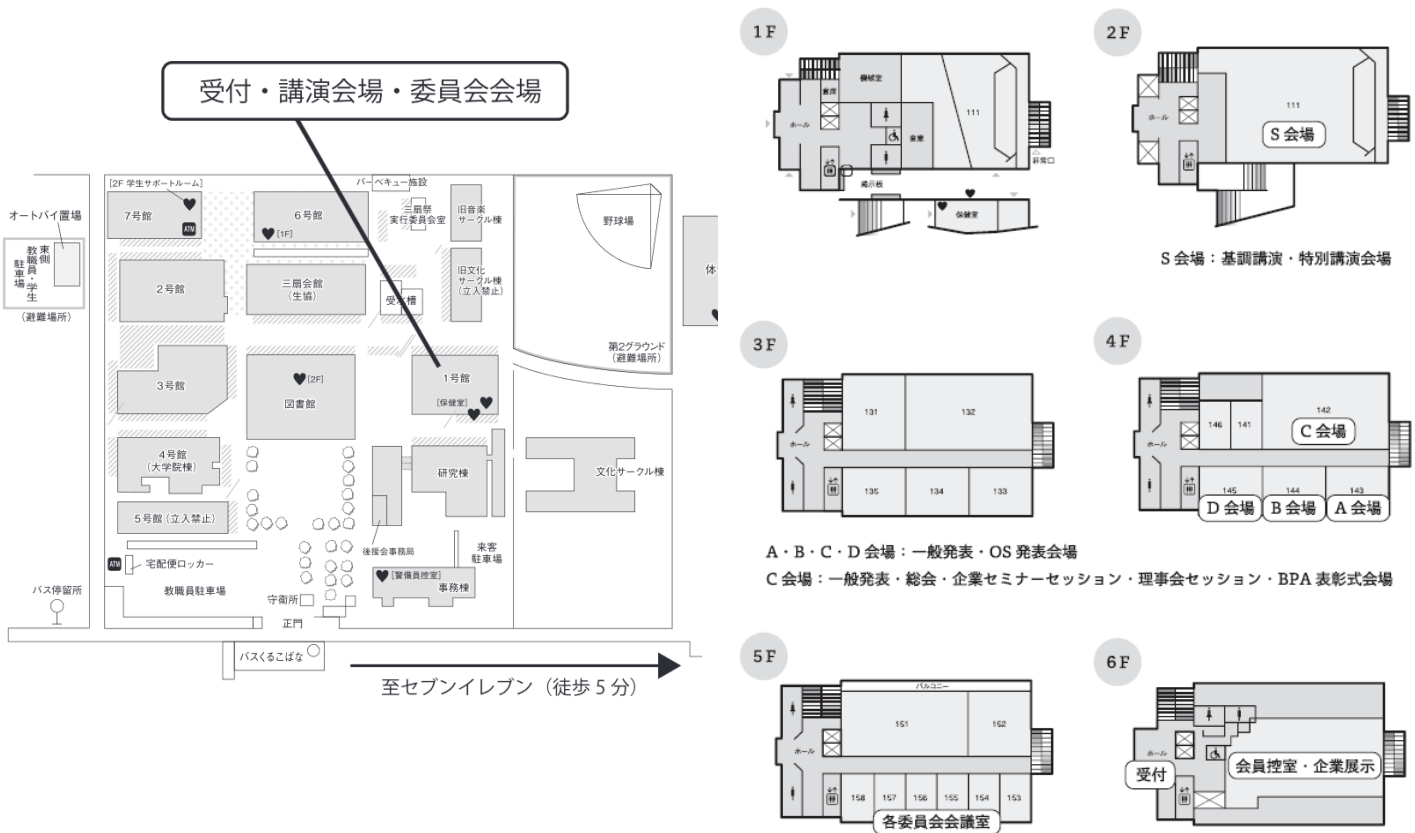 受付・講演会場・委員会会場
[2F 学生サポートルーム]
7号館
ATM
オートバイ置場
東側
教職員・学生
駐車場
(避難場所)
6号館
[1F]
バーベキュー施設
三扇祭
実行委員会室
旧音楽
サークル棟
野球場
2号館
三扇会館
(生協)
受水槽
旧文化
サークル棟
(立入禁止)
体
第2グラウンド
(避難場所)
3号館
[2F]
図書館
1号館
[保健室]
4号館
(大学院棟)
研究棟
文化サークル棟
5号館(立入禁止)
後援会事務局
来客
駐車場
ATM
宅配便ロッカー
[警備員控室]
事務棟
バス停留所
教職員駐車場
守衛所
正門
バスくるこばな
至セブンイレブン(徒歩5分)
1F
機械室
倉庫
ホール
倉庫
111
非常口
掲示板
保健室
2F
ホール
111
S 会場
S 会場:基調講演・特別講演会場
3F
131
132
ホール
135
134
133
4F
146
141
142
C 会場
ホール
145
144
143
D 会場
B 会場
A 会場
A・B・C・D 会場:一般発表・OS 発表会場
C 会場:一般発表・総会・企業セミナーセッション・理事会セッション・BPA 表彰式会場
5F
バルコニー
151
152
ホール
158
157
156
155
154
153
各委員会会議室
6F
ホール
受付
会員控室・企業展示